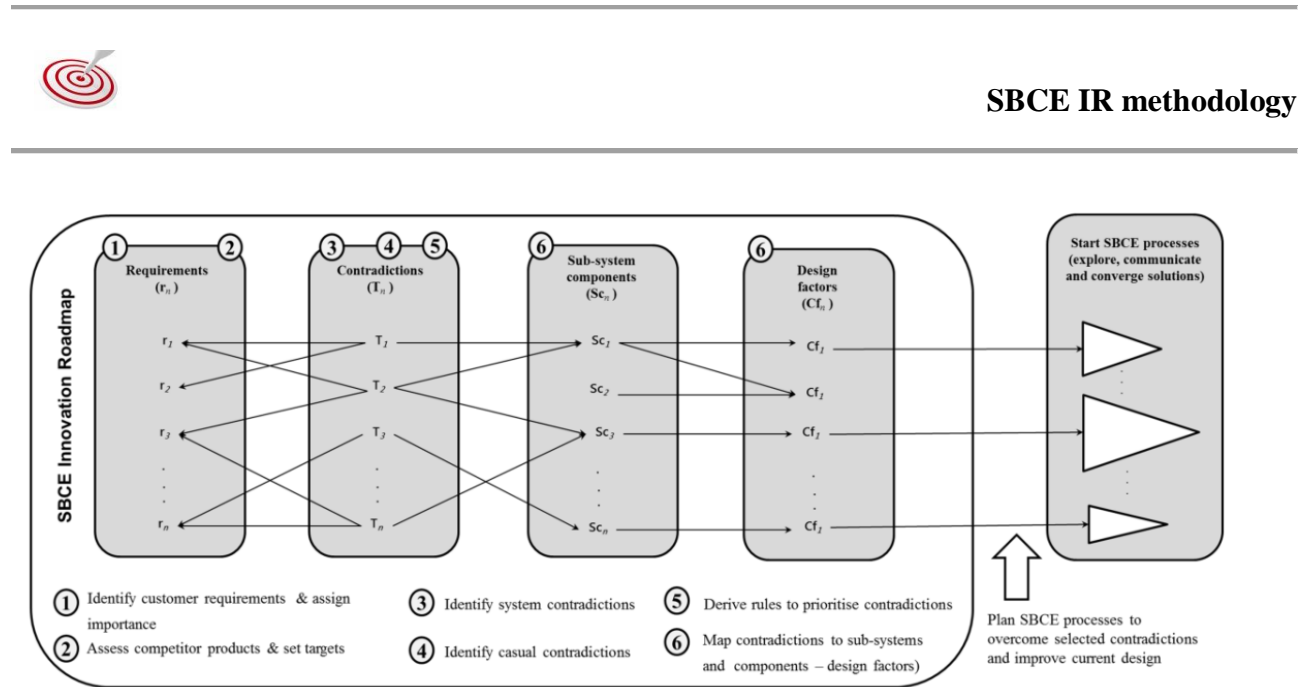 SBCE IR methodology
SBCE Innovation Roadmap
1
2
3
4
5
6
6
Requirements
(rn)
Contradictions
(Tn)
Sub-system
components
(Scn)
Design
factors
(Cfn)
Start SBCE processes
(explore, communicate
and converge solutions)
r1
T1
Sc1
Cf1
r2
T2
Sc2
Cf1
r3
T3
Sc3
Cf1
rn
Tn
Scn
Cf1
1 Identify customer requirements & assign
importance
2 Assess competitor products & set targets
3 Identify system contradictions
4 Identify casual contradictions
5 Derive rules to prioritise contradictions
6 Map contradictions to sub-systems
and components – design factors)
Plan SBCE processes to
overcome selected contradictions
and improve current design